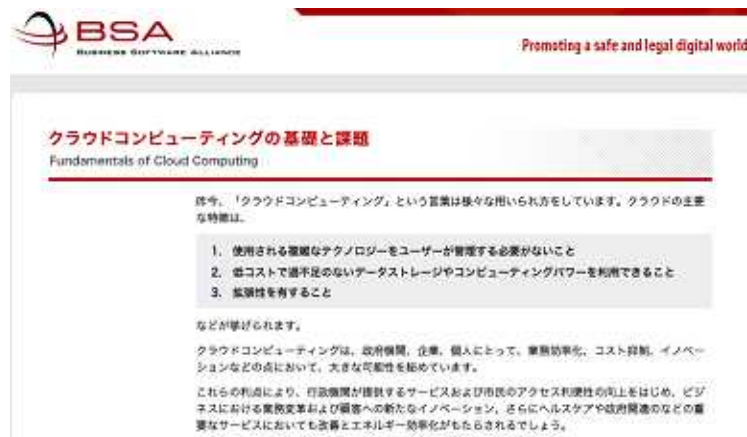 BSA
BUSINESS SOFTWARE ALLIANCE
Promoting a safe and legal digital world
クラウドコンピューティングの基礎と課題
Fundamentals of Cloud Computing
昨今、「クラウドコンピューティング」という言葉は様々な用いられ方をしています。クラウドの主要
な特徴は、
1. 使用される複雑なテクノロジーをユーザーが管理する必要がないこと
2. 低コストで過不足のないデータストレージやコンピューティングパワーを利用できること
3. 拡張性を有すること
などが挙げられます。
クラウドコンピューティングは、政府機関、企業、個人にとって、業務効率化、コスト抑制、イノベー
ションなどの点において、大きな可能性を秘めています。
これらの利点により、行政機関が提供するサービスおよび市民のアクセス利便性の向上をはじめ、ビジ
ネスにおける業務変革および顧客への新たなイノベーション、さらにヘルスケアや政府関連のなどの重
要なサービスにおいても改善とエネルギー効率化がもたらされるでしょう。